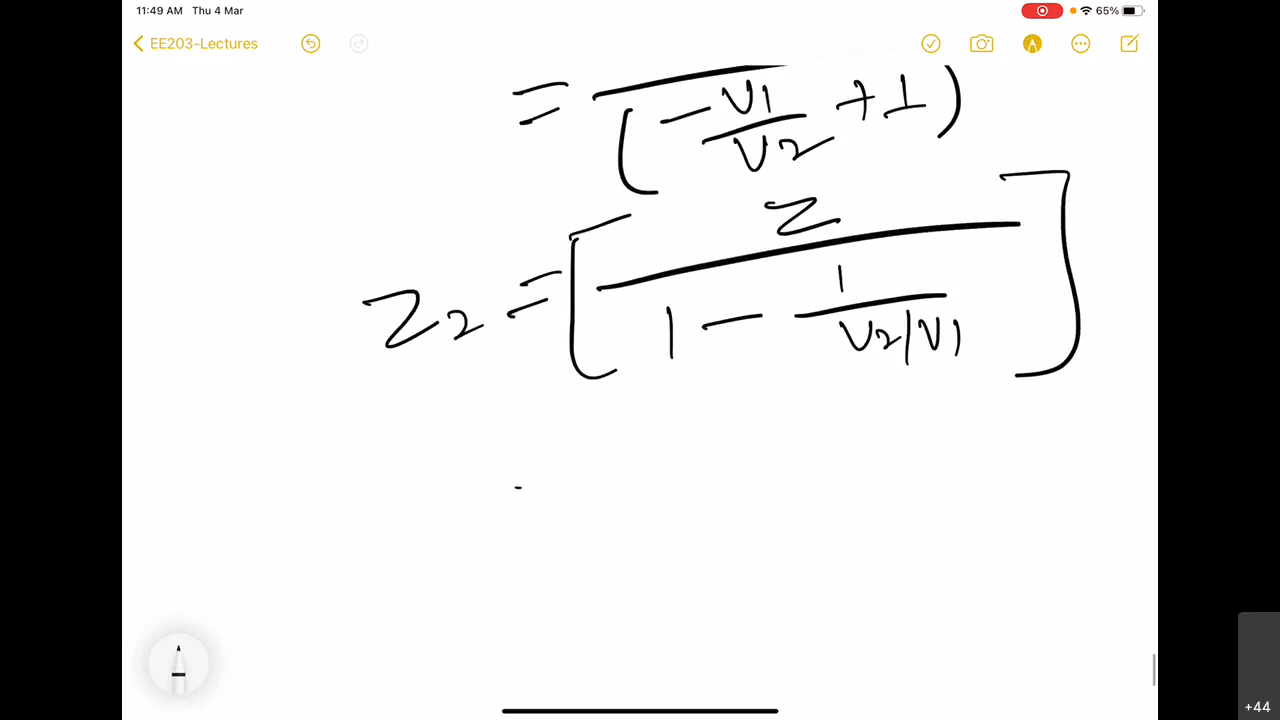 11:49 AM Thu 4 Mar
65%
EE203-Lectures
= (-V1/V2 + 1)
Z2 = [Z / (1 - 1/(V2/V1))]
+44